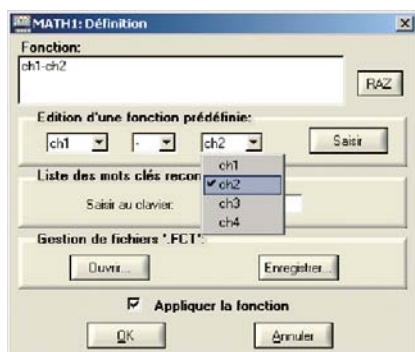 MATH1: Définition
Fonction:
ch1-ch2
RAZ
Edition d'une fonction prédéfinie:
ch1 - ch2 Saisir
ch1
ch2
ch3
ch4
Liste des mots clés recon
Saisir au clavier:
Gestion de fichiers '.FCT':
Ouvrir... Enregistrer...
Appliquer la fonction
OK Annuler